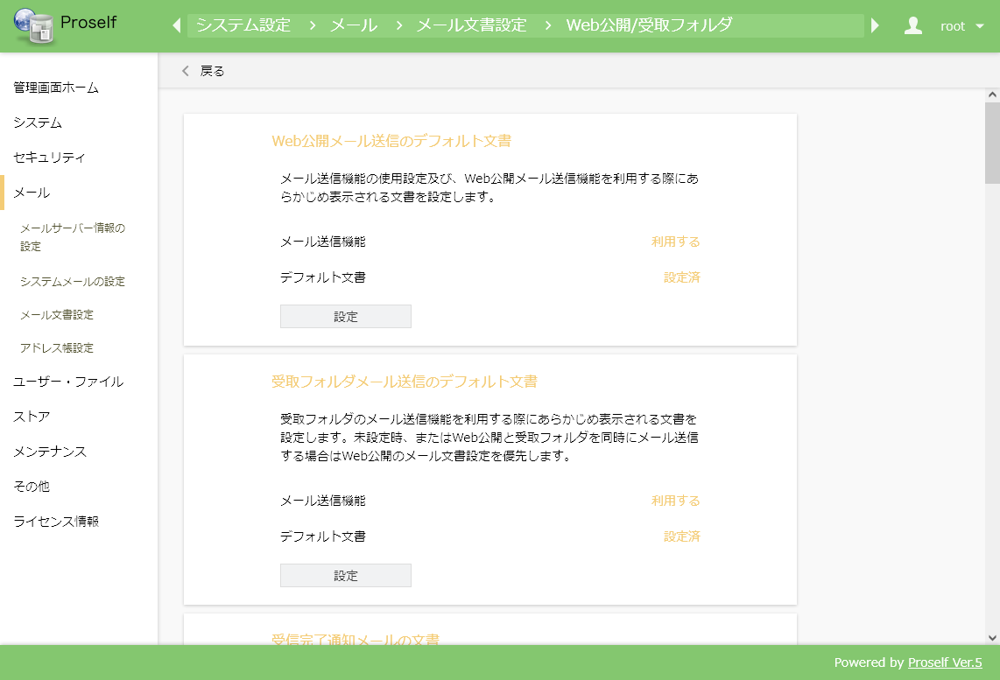 Proself
システム設定 > メール > メール文書設定 > Web公開/受取フォルダ
root
戻る
管理画面ホーム
システム
セキュリティ
メール
メールサーバー情報の
設定
システムメールの設定
メール文書設定
アドレス帳設定
ユーザー・ファイル
ストア
メンテナンス
その他
ライセンス情報
Web公開メール送信のデフォルト文書
メール送信機能の使用設定及び、Web公開メール送信機能を利用する際にあ
らかじめ表示される文書を設定します。
メール送信機能 利用する
デフォルト文書 設定済
設定
受取フォルダメール送信のデフォルト文書
受取フォルダのメール送信機能を利用する際にあらかじめ表示される文書を
設定します。未設定時、またはWeb公開と受取フォルダを同時にメール送信
する場合はWeb公開のメール文書設定を優先します。
メール送信機能 利用する
デフォルト文書 設定済
設定
受信完了通知メールの文書
Powered by Proself Ver.5